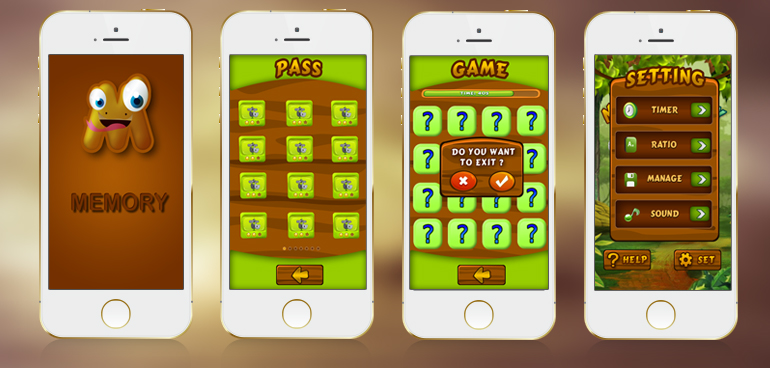 MEMORY
PASS
GAME
DO YOU WANT
TO EXIT ?
? ? ? ?
?
?
?
?
? ? ? ?
SETTING
TIMER
RATIO
MANAGE
SOUND
? HELP
SET